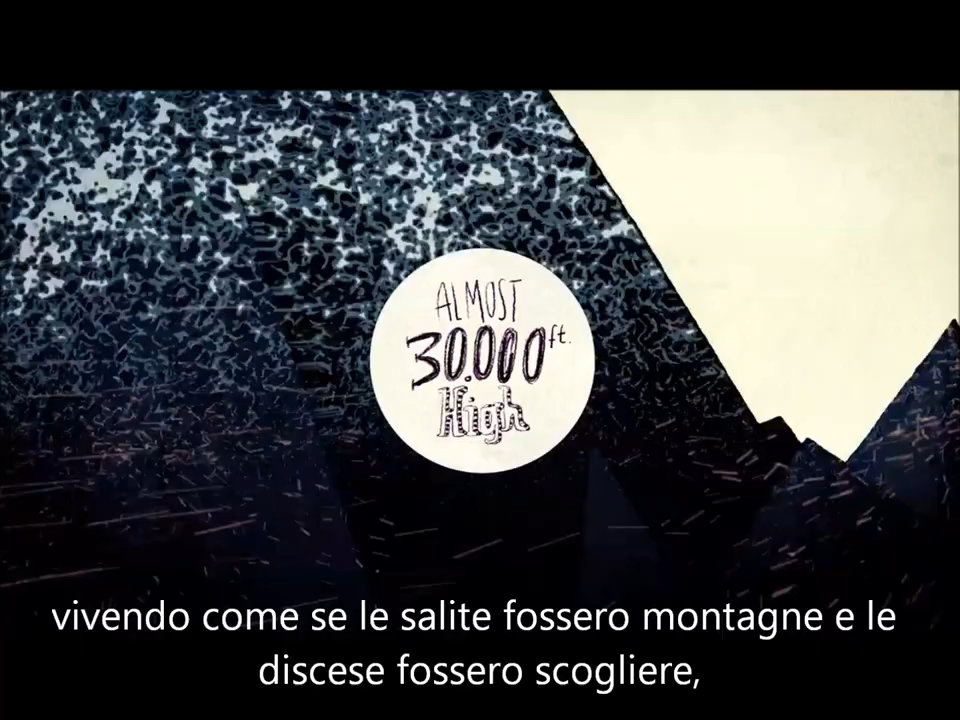 ALMOST
30.000 ft.
High
vivendo come se le salite fossero montagne e le
discese fossero scogliere,